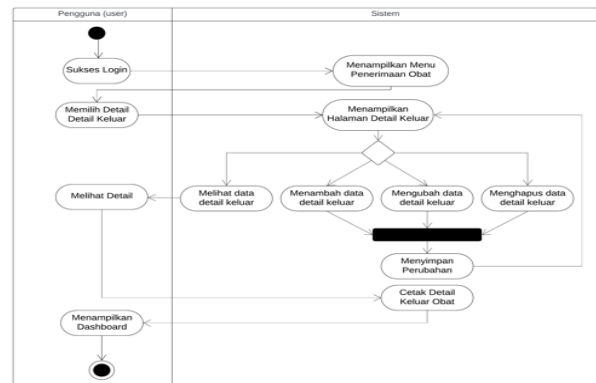 Pengguna (user)
Sistem
Sukses Login
Menampilkan Menu
Penerimaan Obat
Memilih Detail
Detail Keluar
Menampilkan
Halaman Detail Keluar
Melihat Detail
Melihat data
detail keluar
Menambah data
detail keluar
Mengubah data
detail keluar
Menghapus data
detail keluar
Menyimpan
Perubahan
Cetak Detail
Keluar Obat
Menampilkan
Dashboard